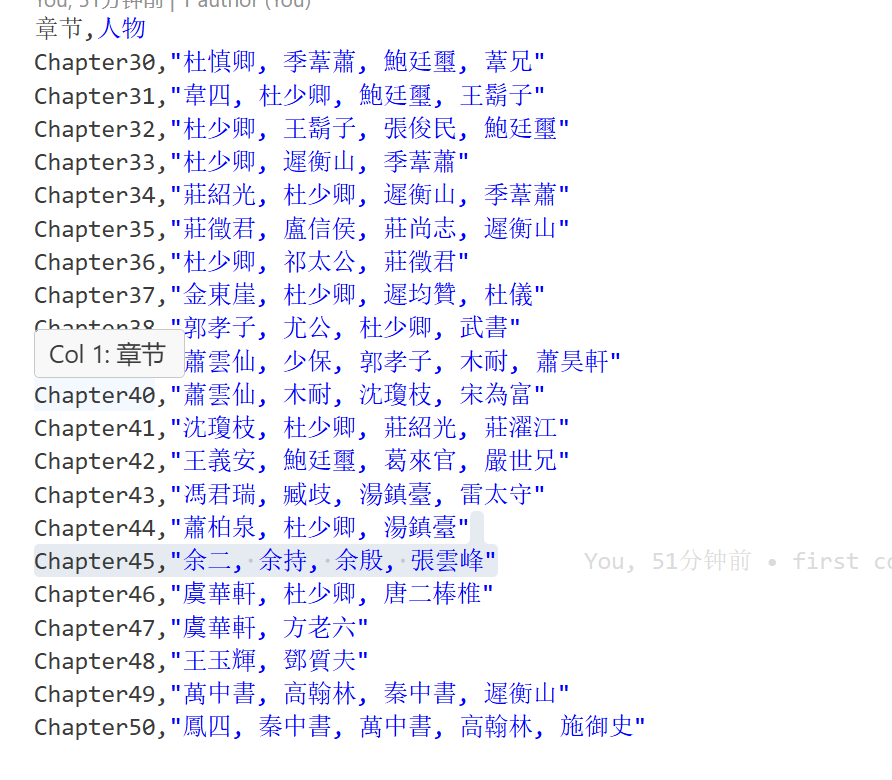 You, 51分钟前 | 1 author (You)
章节,人物
Chapter30,"杜慎卿, 季葦蕭, 鮑廷璽, 葦兄"
Chapter31,"韋四, 杜少卿, 鮑廷璽, 王鬍子"
Chapter32,"杜少卿, 王鬍子, 張俊民, 鮑廷璽"
Chapter33,"杜少卿, 遲衡山, 季葦蕭"
Chapter34,"莊紹光, 杜少卿, 遲衡山, 季葦蕭"
Chapter35,"莊徵君, 盧信侯, 莊尚志, 遲衡山"
Chapter36,"杜少卿, 祁太公, 莊徵君"
Chapter37,"金東崖, 杜少卿, 遲均贊, 杜儀"
Chapter38,"郭孝子, 尤公, 杜少卿, 武書"
Col 1: 章节
蕭雲仙, 少保, 郭孝子, 木耐, 蕭昊軒"
Chapter40,"蕭雲仙, 木耐, 沈瓊枝, 宋為富"
Chapter41,"沈瓊枝, 杜少卿, 莊紹光, 莊濯江"
Chapter42,"王義安, 鮑廷璽, 葛來官, 嚴世兄"
Chapter43,"馮君瑞, 臧歧, 湯鎮臺, 雷太守"
Chapter44,"蕭柏泉, 杜少卿, 湯鎮臺"
Chapter45,"余二, 余持, 余殷, 張雲峰" You, 51分钟前 • first co
Chapter46,"虞華軒, 杜少卿, 唐二棒椎"
Chapter47,"虞華軒, 方老六"
Chapter48,"王玉輝, 鄧質夫"
Chapter49,"萬中書, 高翰林, 秦中書, 遲衡山"
Chapter50,"鳳四, 秦中書, 萬中書, 高翰林, 施御史"